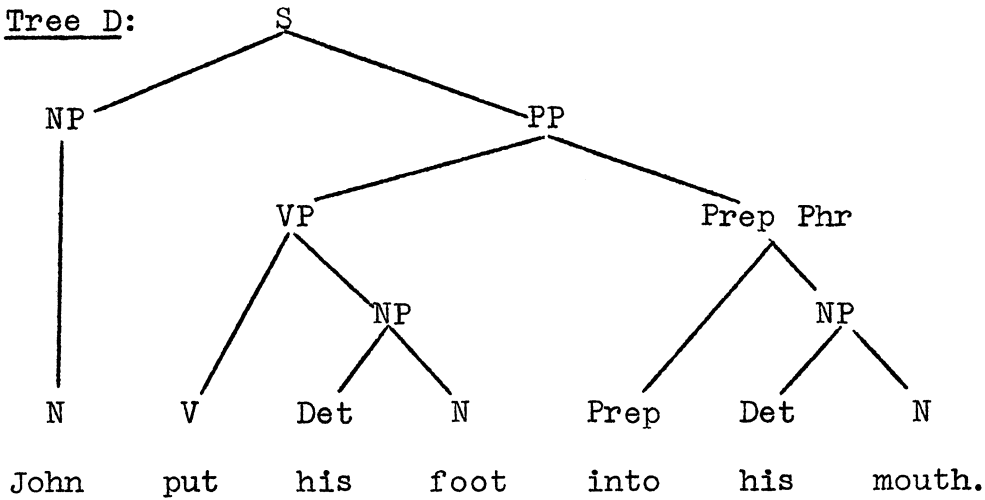 Tree D: S
NP PP
VP Prep Phr
NP NP
N V Det N Prep Det N
John put his foot into his mouth.